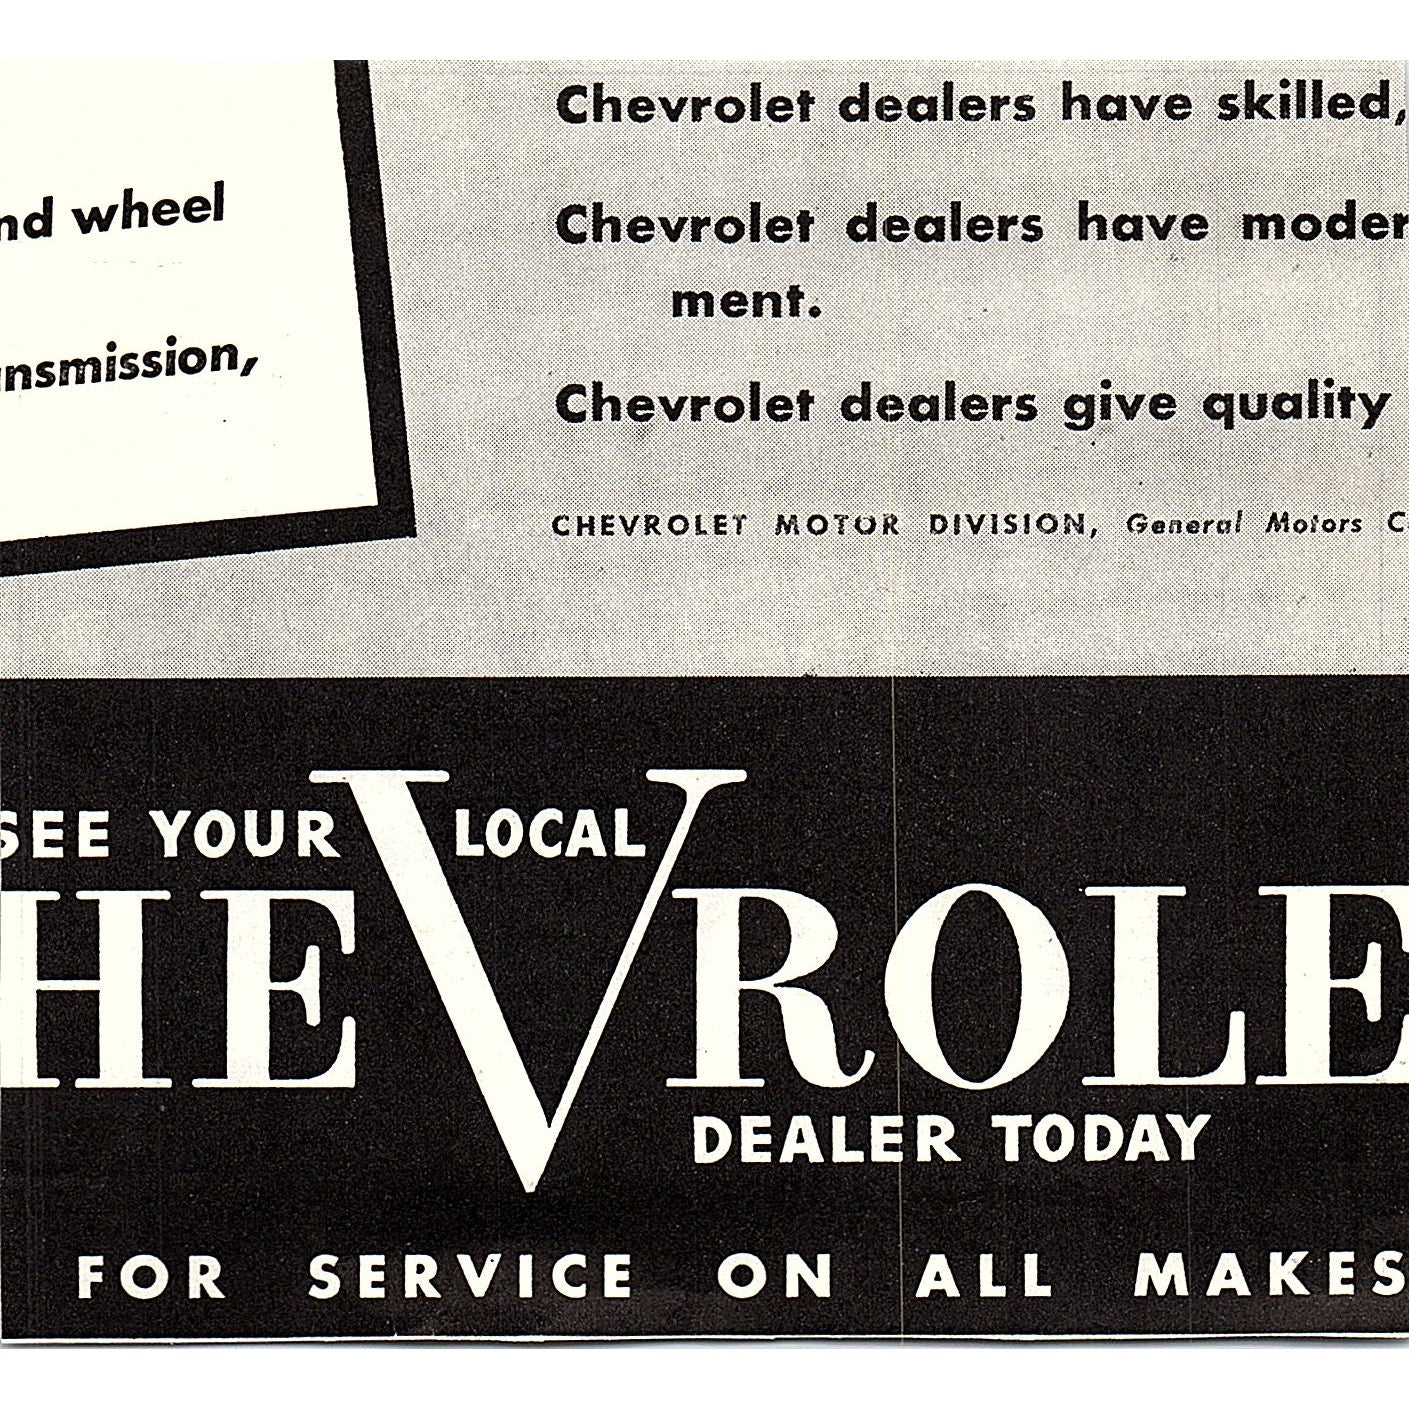 nd wheel
nsmission,
Chevrolet dealers have skilled,
Chevrolet dealers have moder
ment.
Chevrolet dealers give quality
CHEVROLET MOTOR DIVISION, General Motors C
SEE YOUR LOCAL
HEVROLE
DEALER TODAY
FOR SERVICE ON ALL MAKES